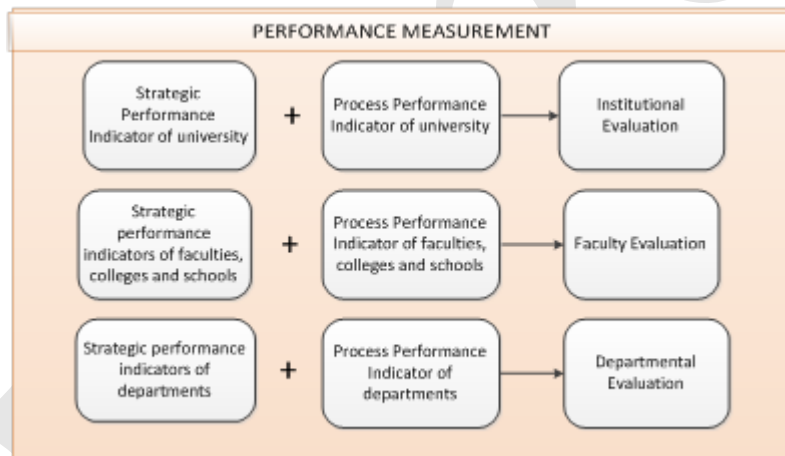 PERFORMANCE MEASUREMENT
Strategic
Performance
Indicator of university
+
Process Performance
Indicator of university
Institutional
Evaluation
Strategic
performance
indicators of faculties,
colleges and schools
+
Process Performance
Indicator of faculties,
colleges and schools
Faculty Evaluation
Strategic performance
indicators of
departments
+
Process Performance
Indicator of
departments
Departmental
Evaluation